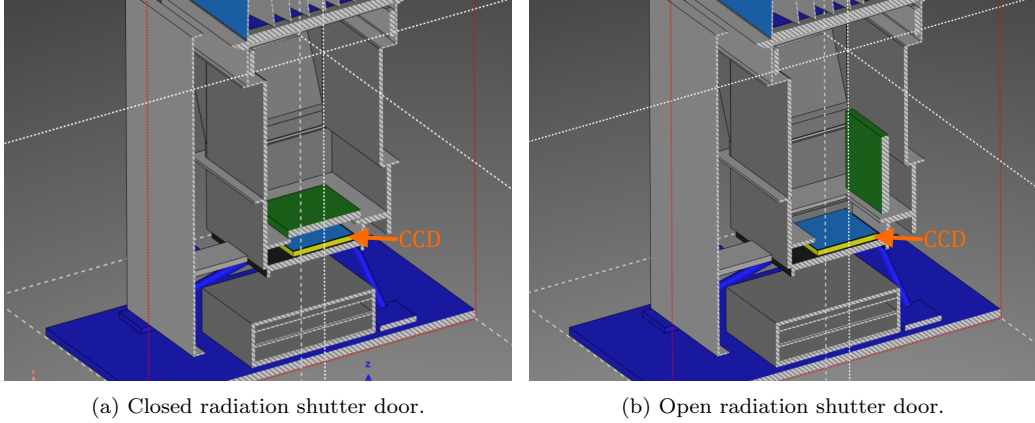 CCD
CCD
z
(a) Closed radiation shutter door.
(b) Open radiation shutter door.